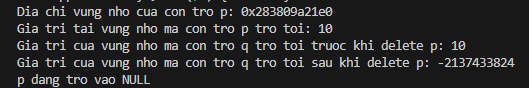 Dia chi vung nho cua con tro p: 0x283809a21e0
Gia tri tai vung nho ma con tro p tro toi: 10
Gia tri cua vung nho ma con tro q tro toi truoc khi delete p: 10
Gia tri cua vung nho ma con tro q tro toi sau khi delete p: -2137433824
p dang tro vao NULL